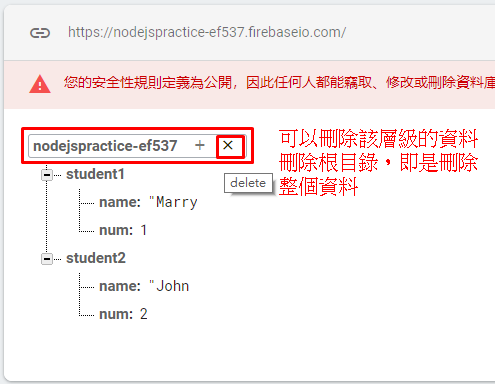 https://nodejspractice-ef537.firebaseio.com/
您的安全性規則定義為公開，因此任何人都能竊取、修改或刪除資料庫
nodejspractice-ef537 + ×
可以刪除該層級的資料
刪除根目錄，即是刪除
整個資料
delete
student1
name: "Marry
num: 1
student2
name: "John
num: 2